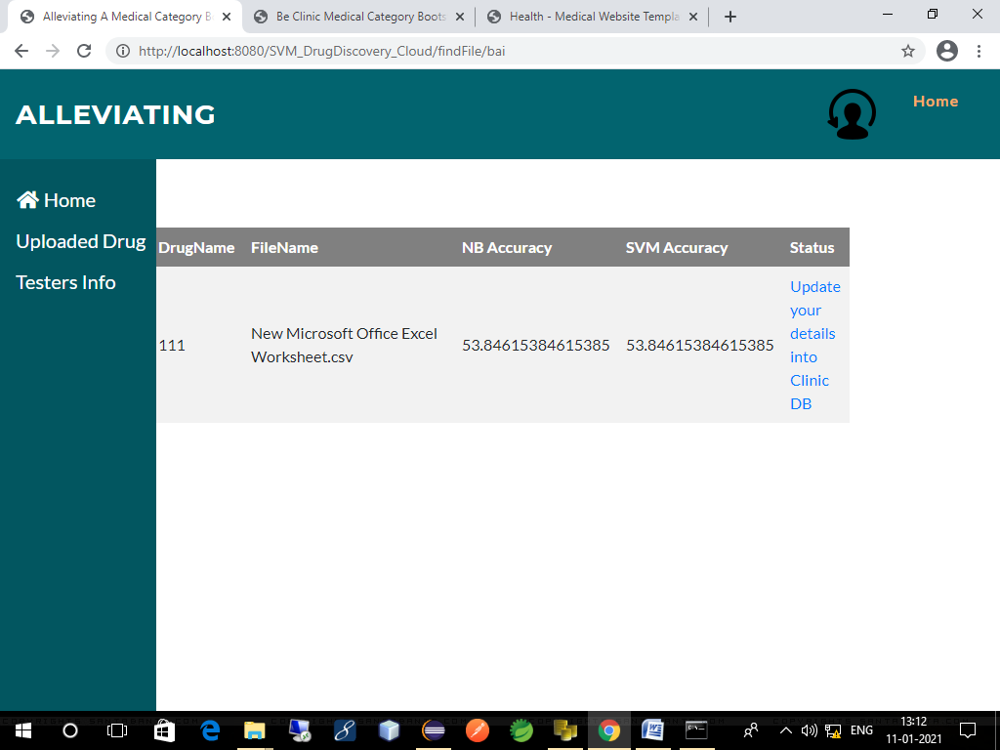 Alleviating A Medical Category B
Be Clinic Medical Category Boots
Health - Medical Website Templa
http://localhost:8080/SVM_DrugDiscovery_Cloud/findFile/bai
ALLEVIATING
Home
Home
Uploaded Drug
Testers Info
DrugName FileName NB Accuracy SVM Accuracy Status
111
New Microsoft Office Excel
Worksheet.csv
53.84615384615385
53.84615384615385
Update
your
details
into
Clinic
DB
ENG
13:12
11-01-2021